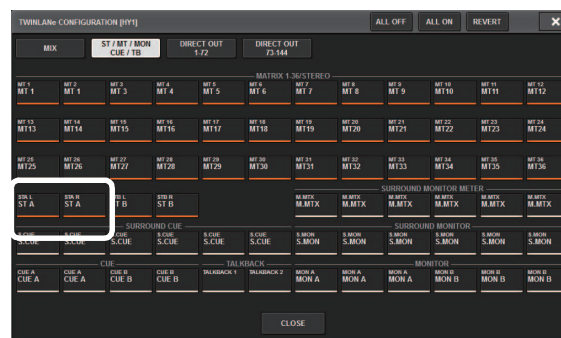 TWINLANe CONFIGURATION [HY1] ALL OFF ALL ON REVERT ×
MIX ST / MT / MON CUE / TB DIRECT OUT 1-72 DIRECT OUT 73-144
MATRIX 1-36/STEREO
MT 1 MT 2 MT 3 MT 4 MT 5 MT 6 MT 7 MT 8 MT 9 MT 10 MT 11 MT 12
MT 1 MT 1 MT 3 MT 4 MT 5 MT 6 MT 7 MT 8 MT 9 MT10 MT11 MT12
MT 13 MT 14 MT 15 MT 16 MT 17 MT 18 MT 19 MT 20 MT 21 MT 22 MT 23 MT 24
MT13 MT14 MT15 MT16 MT17 MT18 MT19 MT20 MT21 MT22 MT23 MT24
MT 25 MT 26 MT 27 MT 28 MT 29 MT 30 MT 31 MT 32 MT 33 MT 34 MT 35 MT 36
MT25 MT26 MT27 MT28 MT29 MT30 MT31 MT32 MT33 MT34 MT35 MT36
SURROUND MONITOR METER
STA L STA R STB R M.MTX M.MTX M.MTX M.MTX M.MTX M.MTX
ST A ST A ST B ST B M.MTX M.MTX M.MTX M.MTX M.MTX M.MTX
SURROUND CUE SURROUND MONITOR
S.CUE S.CUE S.CUE S.CUE S.MON S.MON S.MON S.MON S.MON S.MON
S.CUE S.CUE S.CUE S.CUE S.CUE S.CUE S.MON S.MON S.MON S.MON S.MON S.MON
CUE TALKBACK MONITOR
CUE A CUE A CUE B CUE B TALKBACK 1 TALKBACK 2 MON A MON A MON A MON B MON B MON B
CUE A CUE A CUE B CUE B MON A MON A MON A MON B MON B MON B
CLOSE